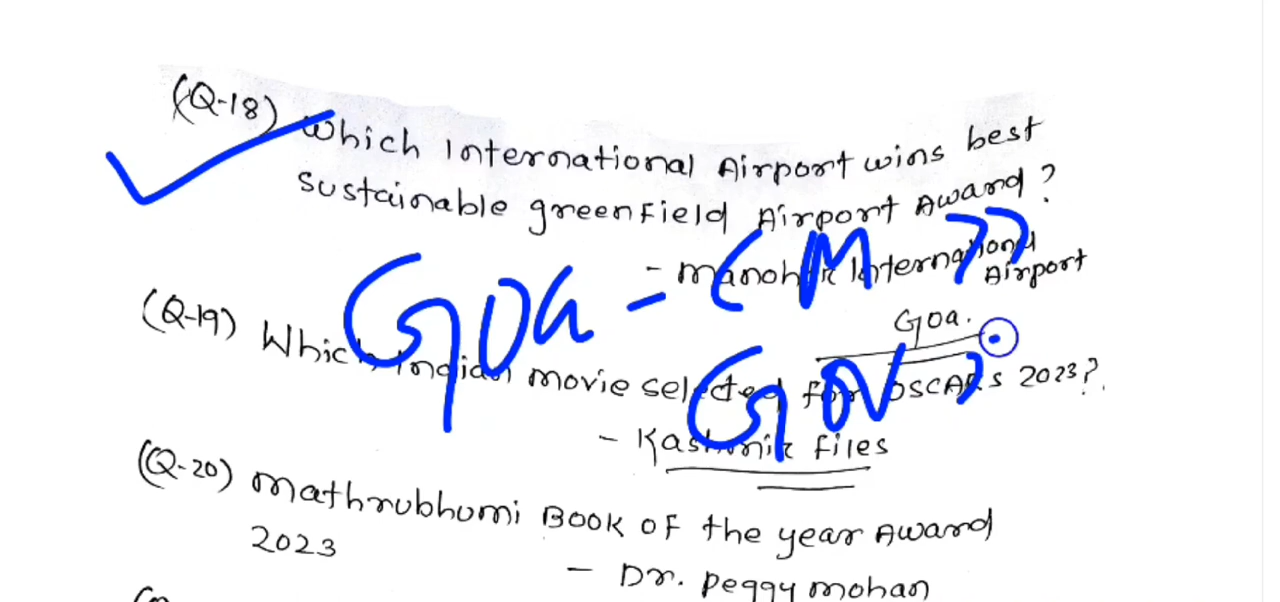 (Q-18) Which International Airport wins best
sustainable greenfield Airport Award?
- Manohar International
Airport
Goa - (M))
Goa.
(Q-19) Which Indian movie selected for OSCARS 2023?.
Gov)
- Kashmir files
(Q-20) Mathrubhumi BOOK OF the year Award
2023
- Dr. Peggy mohan